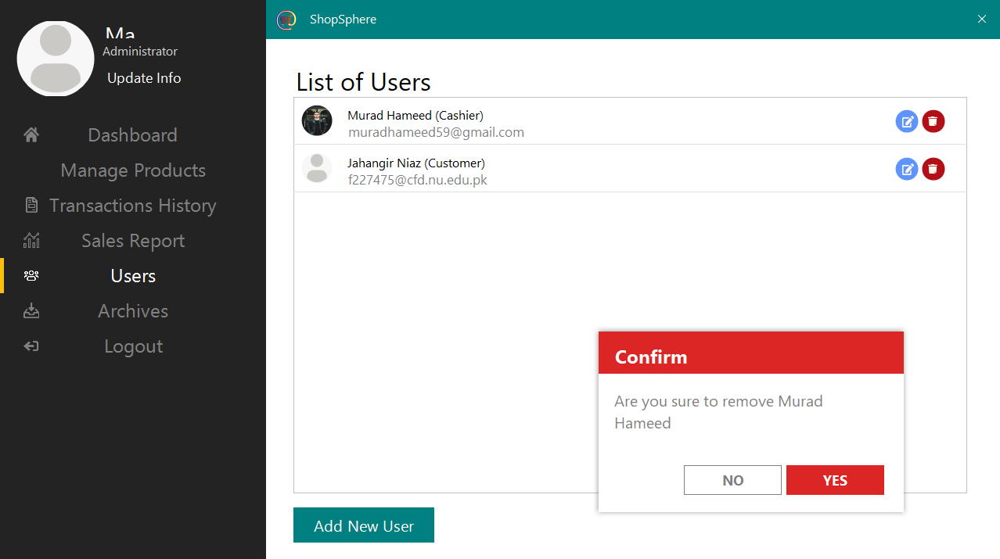 Ma
Administrator
Update Info
Dashboard
Manage Products
Transactions History
Sales Report
Users
Archives
Logout
ShopSphere
List of Users
Murad Hameed (Cashier)
muradhameed59@gmail.com
Jahangir Niaz (Customer)
f227475@cfd.nu.edu.pk
Confirm
Are you sure to remove Murad
Hameed
NO YES
Add New User